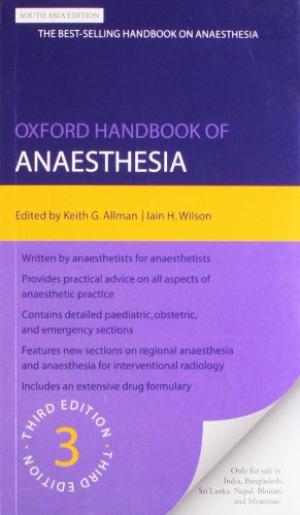 SOUTH ASIA EDITION
THE BEST-SELLING HANDBOOK ON ANAESTHESIA
OXFORD HANDBOOK OF
ANAESTHESIA
Edited by Keith G. Allman | Iain H. Wilson
Written by anaesthetists for anaesthetists
Provides practical advice on all aspects of
anaesthetic practice
Contains detailed paediatric, obstetric,
and emergency sections
Features new sections on regional anaesthesia
and anaesthesia for interventional radiology
Includes an extensive drug formulary
THIRD EDITION · THIRD EDITION ·
3
Only for sale in
India, Bangladesh,
Sri Lanka, Nepal, Bhutan,
and Myanmar